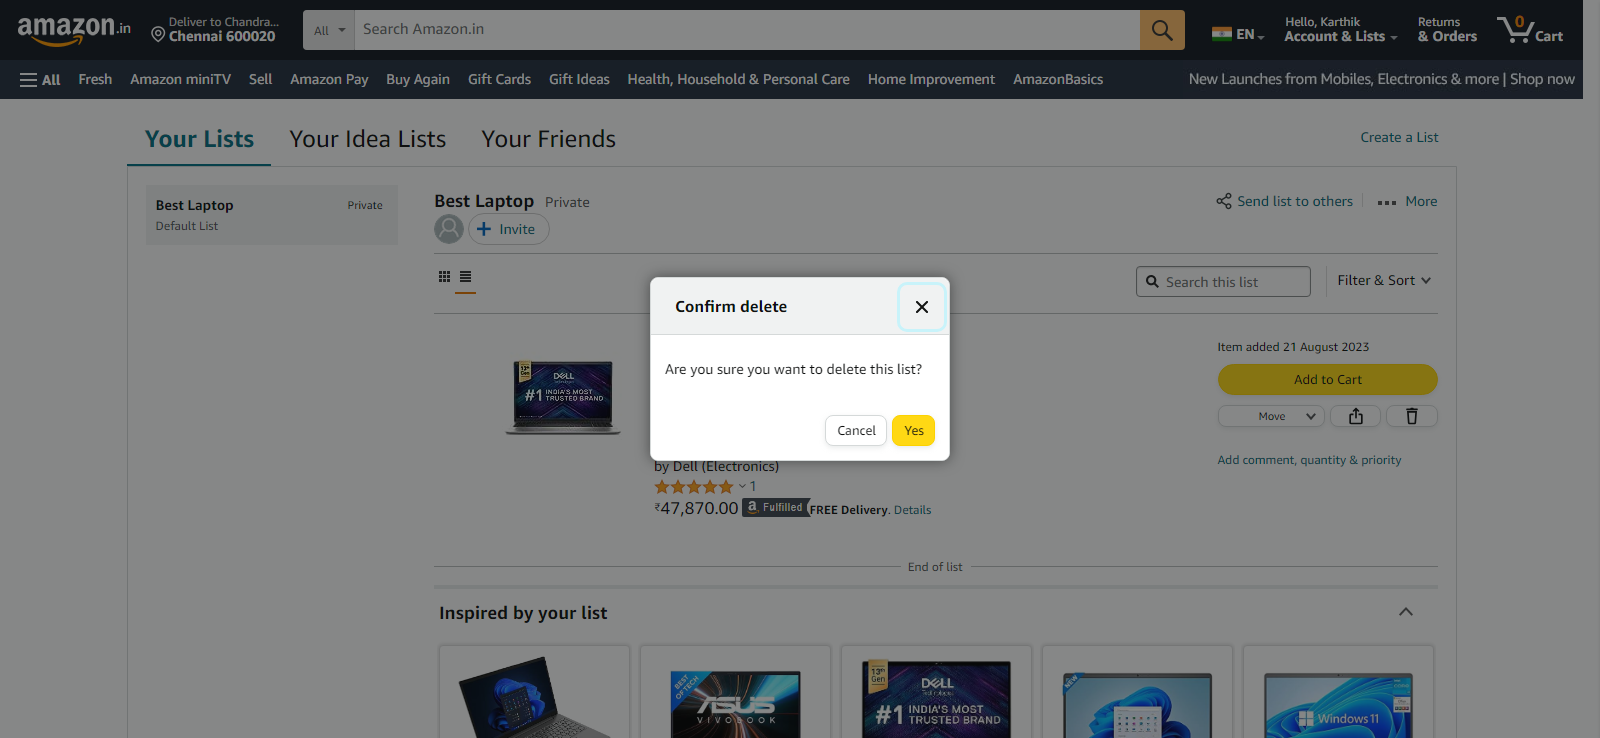 amazon.in
Deliver to Chandra...
Chennai 600020
All
Search Amazon.in
EN
Hello, Karthik
Account & Lists
Returns
& Orders
0
Cart
All
Fresh
Amazon miniTV
Sell
Amazon Pay
Buy Again
Gift Cards
Gift Ideas
Health, Household & Personal Care
Home Improvement
AmazonBasics
New Launches from Mobiles, Electronics & more | Shop now
Your Lists
Your Idea Lists
Your Friends
Create a List
Best Laptop
Private
Default List
Best Laptop Private
Send list to others
More
Invite
Search this list
Filter & Sort
Confirm delete
Are you sure you want to delete this list?
Cancel
Yes
13th
Gen
DELL
Technologies
#1 INDIA'S MOST
TRUSTED BRAND
Item added 21 August 2023
Add to Cart
Move
Add comment, quantity & priority
by Dell (Electronics)
1
₹47,870.00
a Fulfilled
FREE Delivery. Details
End of list
Inspired by your list
BEST
OF TECH
ASUS
VIVOBOOK
13th
Gen
DELL
Technologies
#1 INDIA'S MOST
TRUSTED BRAND
NEW
Windows 11